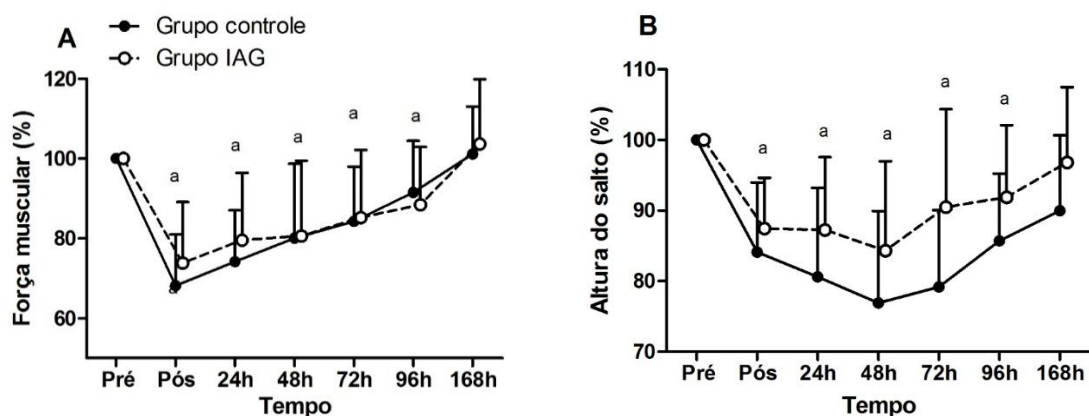 A
Grupo controle
Grupo IAG
Força muscular (%)
120
100
80
60
a
a
a
a
a
a
Pré Pós 24h 48h 72h 96h 168h
Tempo
B
Altura do salto (%)
110
100
90
80
70
a
a
a
a
a
Pré Pós 24h 48h 72h 96h 168h
Tempo